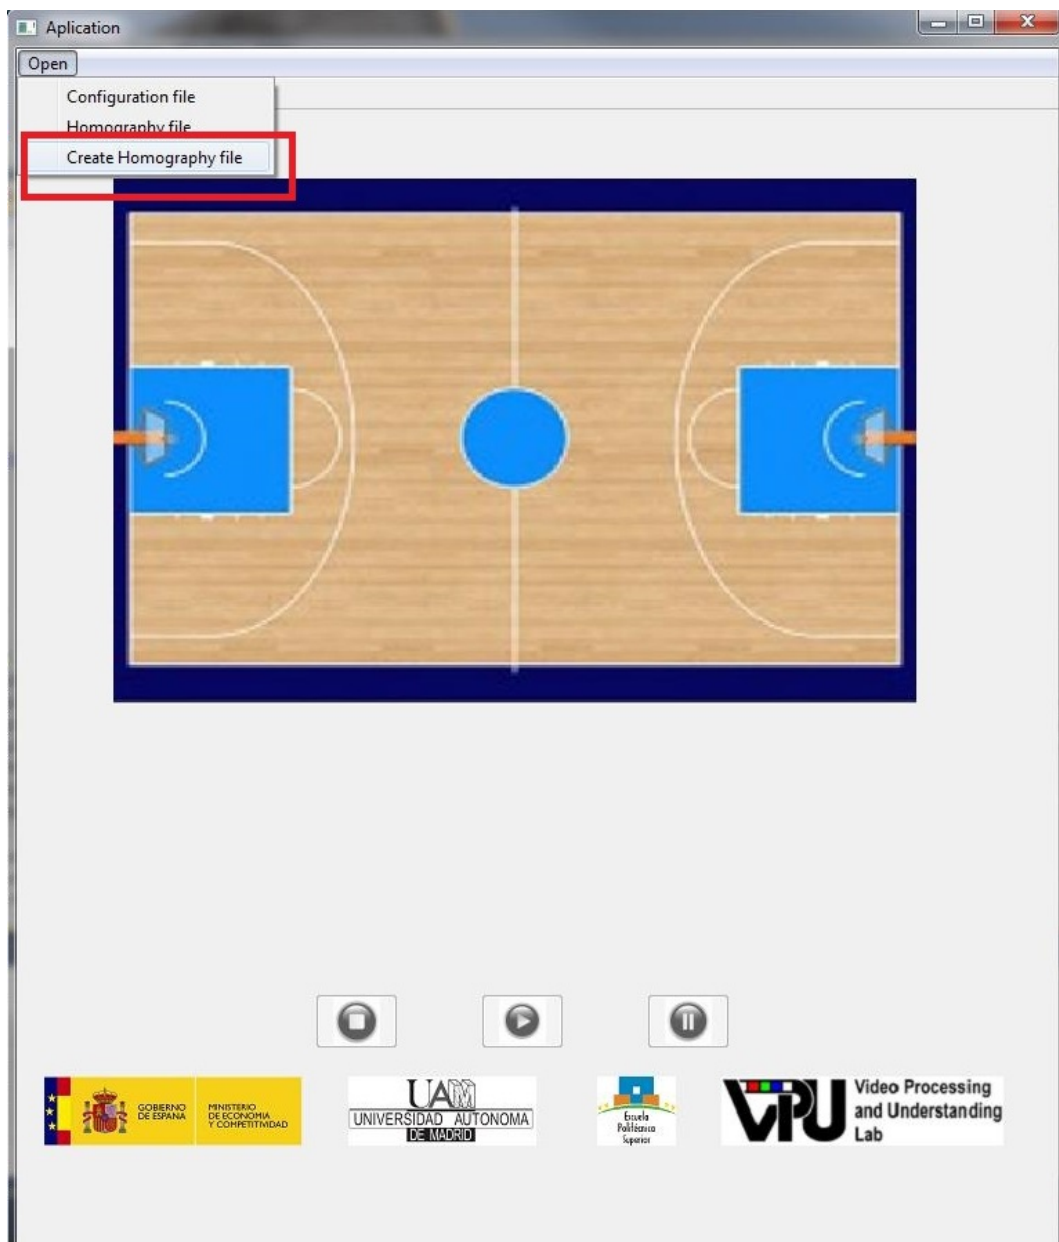 Aplication
Open
Configuration file
Homography file
Create Homography file
GOBIERNO
DE ESPAÑA
MINISTERIO
DE ECONOMIA
Y COMPETITIVIDAD
UAM
UNIVERSIDAD AUTONOMA
DE MADRID
Escuela
Politécnica
Superior
VPU
Video Processing
and Understanding
Lab